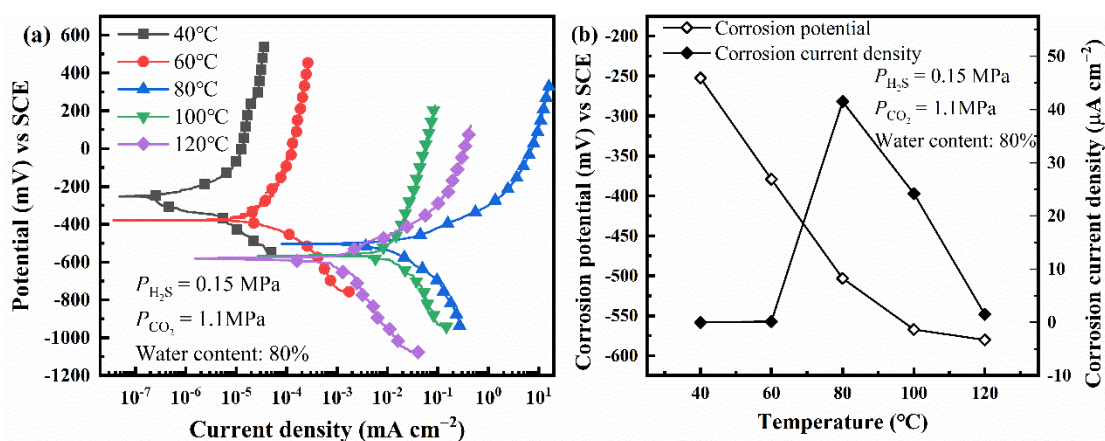 (a)
40°C
60°C
80°C
100°C
120°C
P_H₂S = 0.15 MPa
P_CO₂ = 1.1MPa
Water content: 80%
600
400
200
0
-200
-400
-600
-800
-1000
-1200
Potential (mV) vs SCE
10⁻⁷
10⁻⁶
10⁻⁵
10⁻⁴
10⁻³
10⁻²
10⁻¹
10⁰
10¹
Current density (mA cm⁻²)
(b)
Corrosion potential
Corrosion current density
P_H₂S = 0.15 MPa
P_CO₂ = 1.1MPa
Water content: 80%
-200
-250
-300
-350
-400
-450
-500
-550
-600
Corrosion potential (mV) vs SCE
50
40
30
20
10
0
-10
Corrosion current density (μA cm⁻²)
40
60
80
100
120
Temperature (°C)